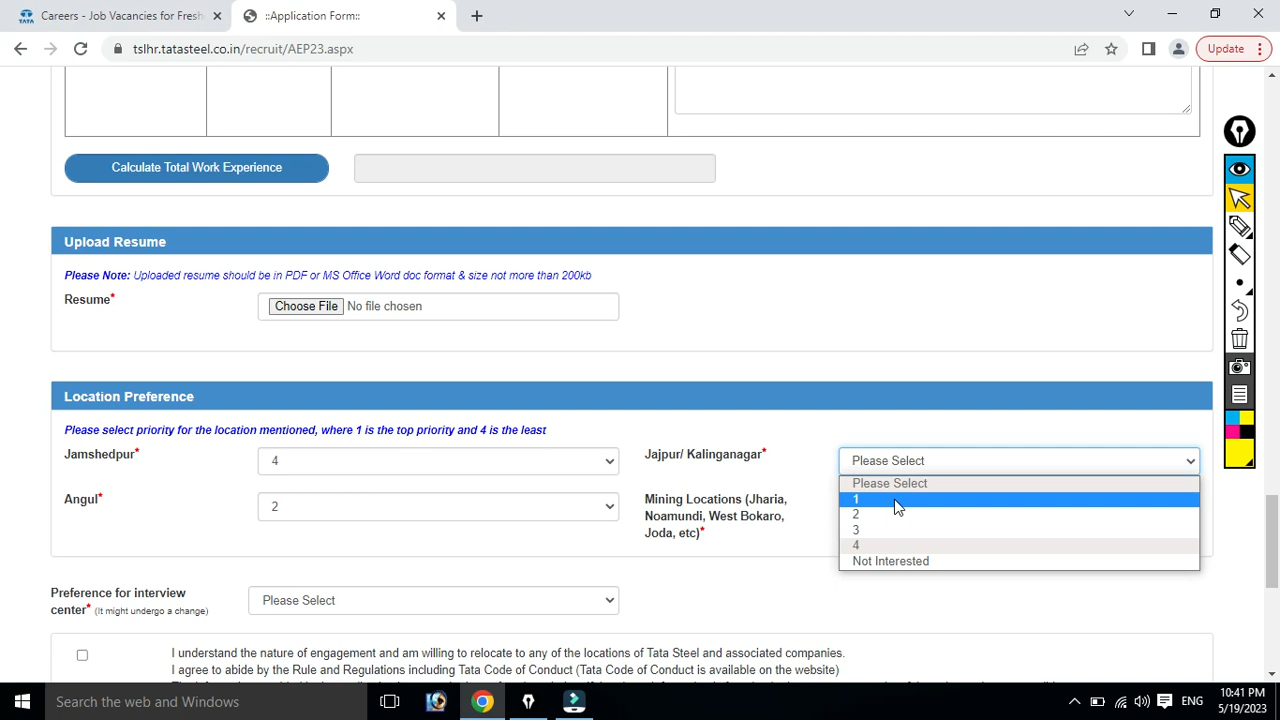 Careers - Job Vacancies for Fresh
::Application Form::
tslhr.tatasteel.co.in/recruit/AEP23.aspx
Update
Calculate Total Work Experience
Upload Resume
Please Note: Uploaded resume should be in PDF or MS Office Word doc format & size not more than 200kb
Resume*
Choose File No file chosen
Location Preference
Please select priority for the location mentioned, where 1 is the top priority and 4 is the least
Jamshedpur*
4
Jajpur/ Kalinganagar*
Please Select
Please Select
1
2
3
4
Not Interested
Angul*
2
Mining Locations (Jharia,
Noamundi, West Bokaro,
Joda, etc)*
Preference for interview
center* (It might undergo a change)
Please Select
I understand the nature of engagement and am willing to relocate to any of the locations of Tata Steel and associated companies.
I agree to abide by the Rule and Regulations including Tata Code of Conduct (Tata Code of Conduct is available on the website)
Search the web and Windows
ENG
10:41 PM
5/19/2023